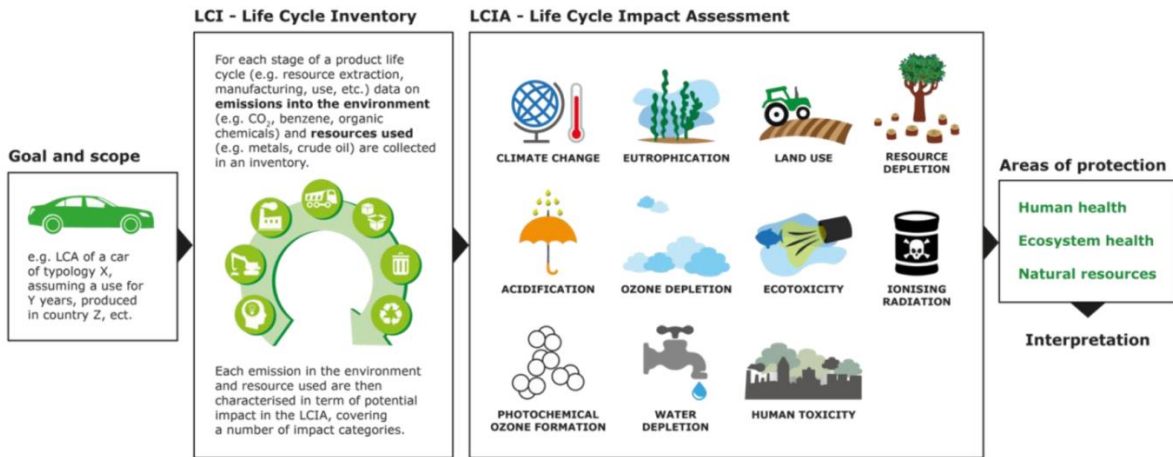 Goal and scope
e.g. LCA of a car
of typology X,
assuming a use for
Y years, produced
in country Z, ect.
LCI - Life Cycle Inventory
For each stage of a product life
cycle (e.g. resource extraction,
manufacturing, use, etc.) data on
emissions into the environment
(e.g. CO2, benzene, organic
chemicals) and resources used
(e.g. metals, crude oil) are collected
in an inventory.
Each emission in the environment
and resource used are then
characterised in term of potential
impact in the LCIA, covering
a number of impact categories.
LCIA - Life Cycle Impact Assessment
CLIMATE CHANGE
EUTROPHICATION
LAND USE
RESOURCE
DEPLETION
ACIDIFICATION
OZONE DEPLETION
ECOTOXICITY
IONISING
RADIATION
PHOTOCHEMICAL
OZONE FORMATION
WATER
DEPLETION
HUMAN TOXICITY
Areas of protection
Human health
Ecosystem health
Natural resources
Interpretation